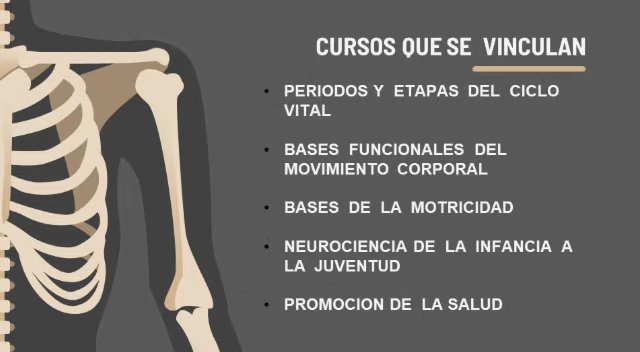 CURSOS QUE SE VINCULAN
• PERIODOS Y ETAPAS DEL CICLO
VITAL
• BASES FUNCIONALES DEL
MOVIMIENTO CORPORAL
• BASES DE LA MOTRICIDAD
• NEUROCIENCIA DE LA INFANCIA A
LA JUVENTUD
• PROMOCION DE LA SALUD